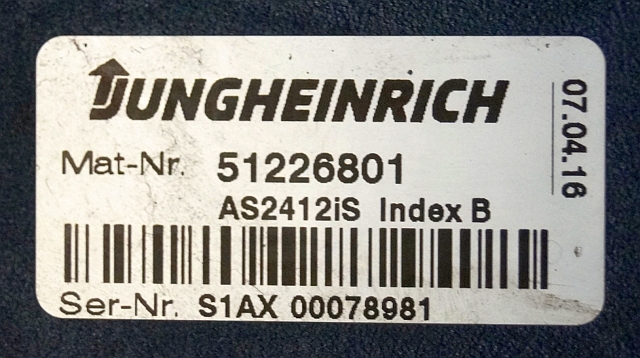 JUNGHEINRICH
Mat-Nr. 51226801
AS2412iS Index B
Ser-Nr. S1AX 00078981
07.04.16